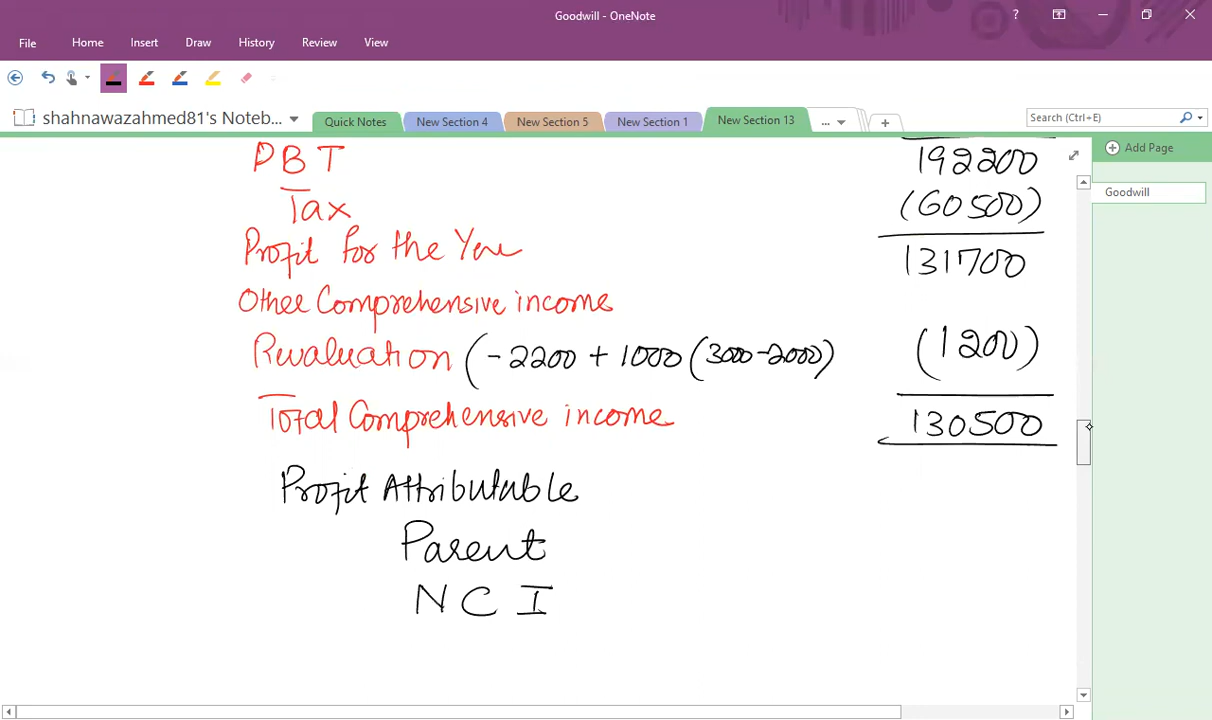 Goodwill - OneNote
?
File Home Insert Draw History Review View
shahnawazahmed81's Noteb... Quick Notes New Section 4 New Section 5 New Section 1 New Section 13 ... + Search (Ctrl+E)
Add Page
Goodwill
PBT 192200
Tax (60500)
Profit for the Year 131700
Other Comprehensive income
Revaluation (-2200 + 1000 (3000-2000) (1200)
Total Comprehensive income 130500
Profit Attributable
Parent
NCI